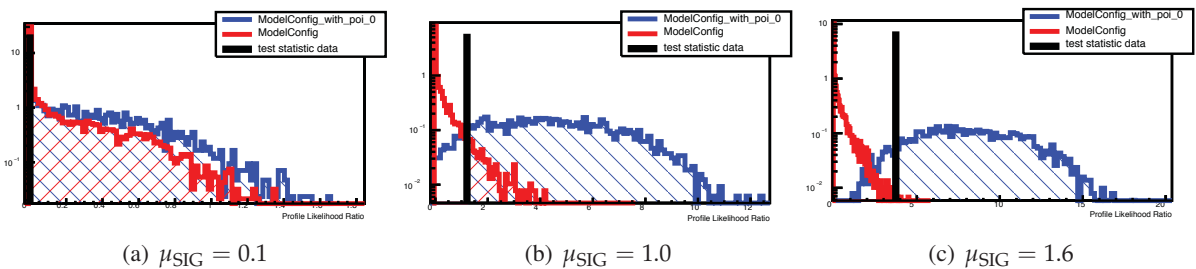 ModelConfig_with_poi_0
ModelConfig
test statistic data
10
1
10⁻¹
0.2 0.4 0.6 0.8 1.2 1.4
Profile Likelihood Ratio
(a) μSIG = 0.1
ModelConfig_with_poi_0
ModelConfig
test statistic data
1
10⁻¹
10⁻²
0 2 4 6 8 10 12
Profile Likelihood Ratio
(b) μSIG = 1.0
ModelConfig_with_poi_0
ModelConfig
test statistic data
10
1
10⁻¹
10⁻²
0 5 10 15 20
Profile Likelihood Ratio
(c) μSIG = 1.6